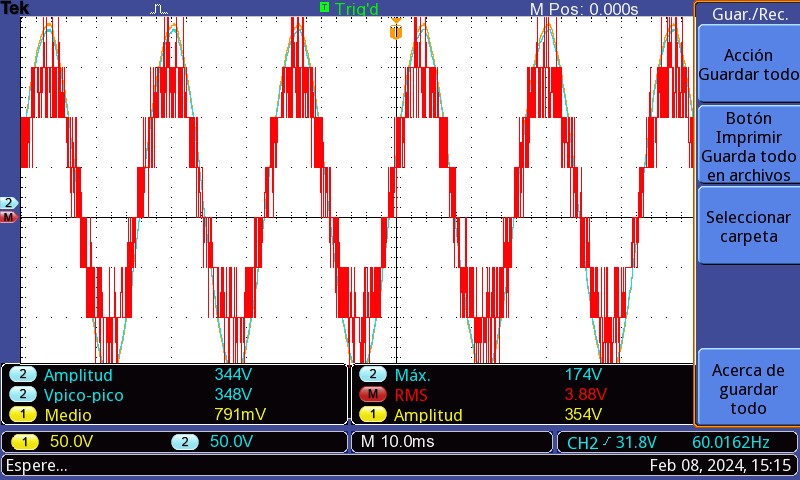 Tek
T Trig'd
M Pos: 0.000s
Guar./Rec.
Acción
Guardar todo
Botón
Imprimir
Guarda todo
en archivos
Seleccionar
carpeta
Acerca de
guardar
todo
2
M
2 Amplitud 344V
2 Vpico-pico 348V
1 Medio 791mV
2 Máx. 174V
M RMS 3.88V
1 Amplitud 354V
1 50.0V 2 50.0V
M 10.0ms
CH2 31.8V 60.0162Hz
Espere...
Feb 08, 2024, 15:15